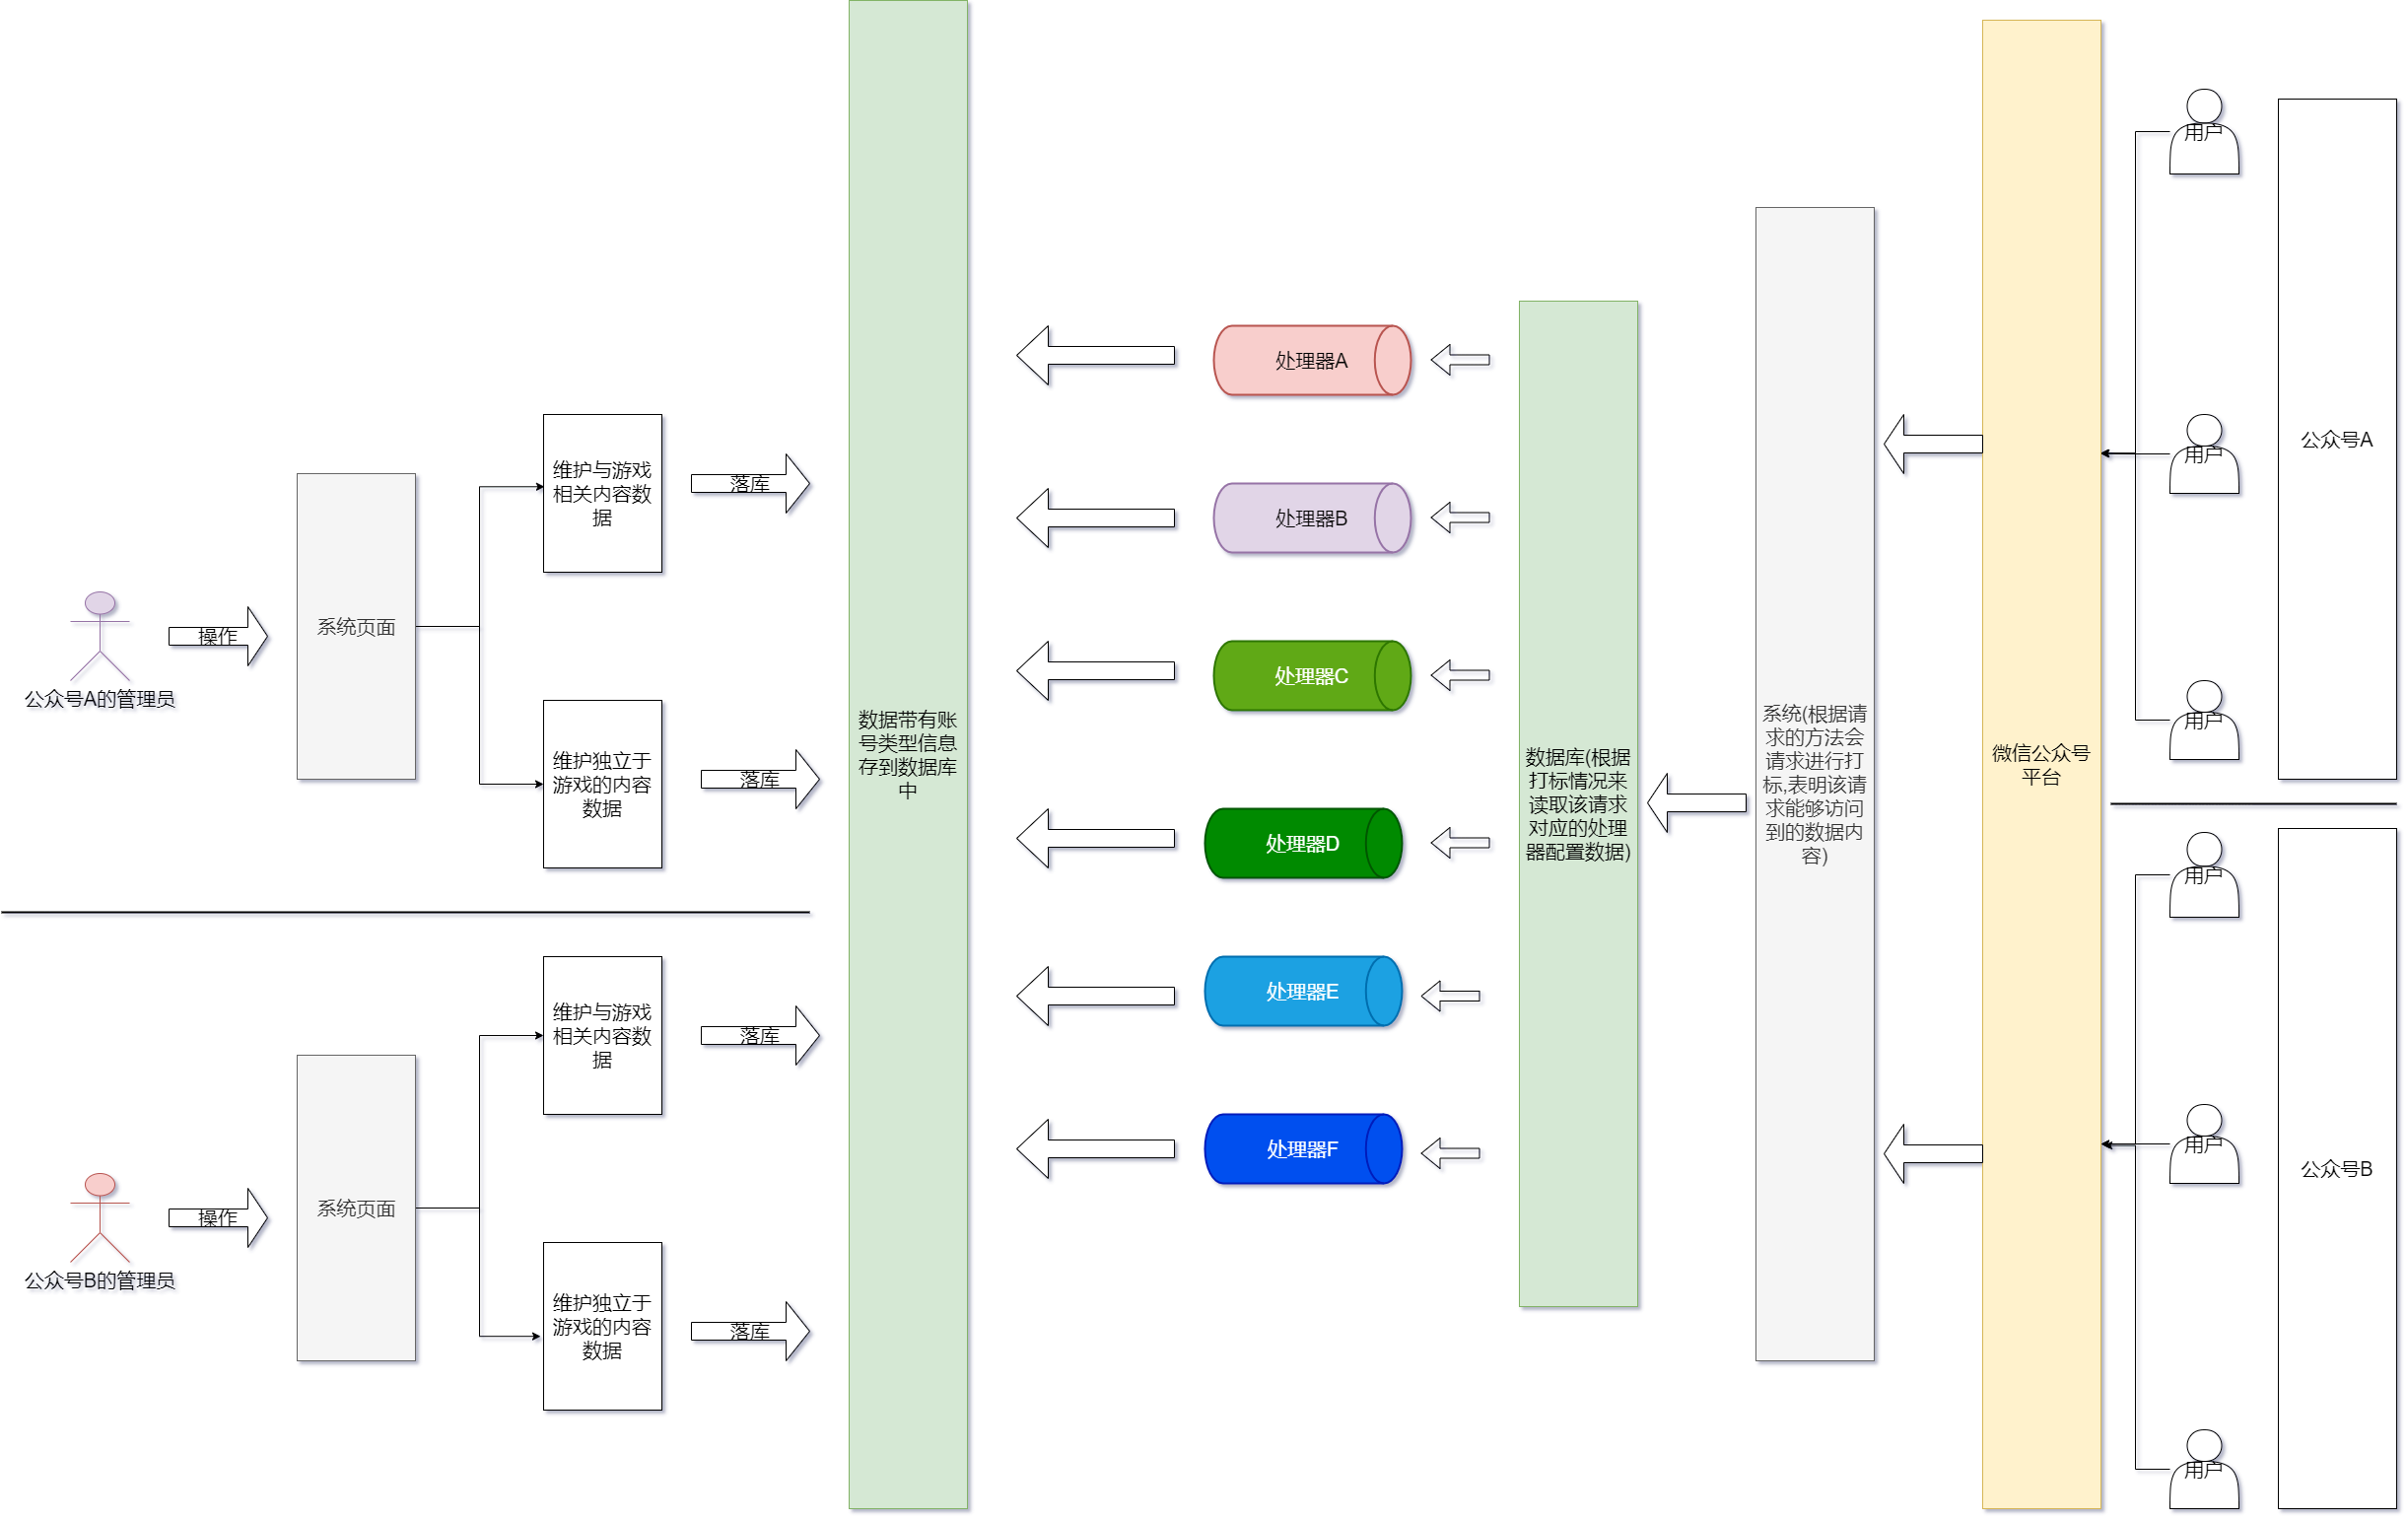 公众号A的管理员
操作
系统页面
维护与游戏
相关内容数
据
落库
维护独立于
游戏的内容
数据
落库
公众号B的管理员
操作
系统页面
维护与游戏
相关内容数
据
落库
维护独立于
游戏的内容
数据
落库
数据带有账
号类型信息
存到数据库
中
处理器A
处理器B
处理器C
处理器D
处理器E
处理器F
数据库(根据
打标情况来
读取该请求
对应的处理
器配置数据)
系统(根据请
求的方法会
请求进行打
标,表明该请
求能够访问
到的数据内
容)
微信公众号
平台
用户
用户
用户
公众号A
用户
用户
用户
公众号B